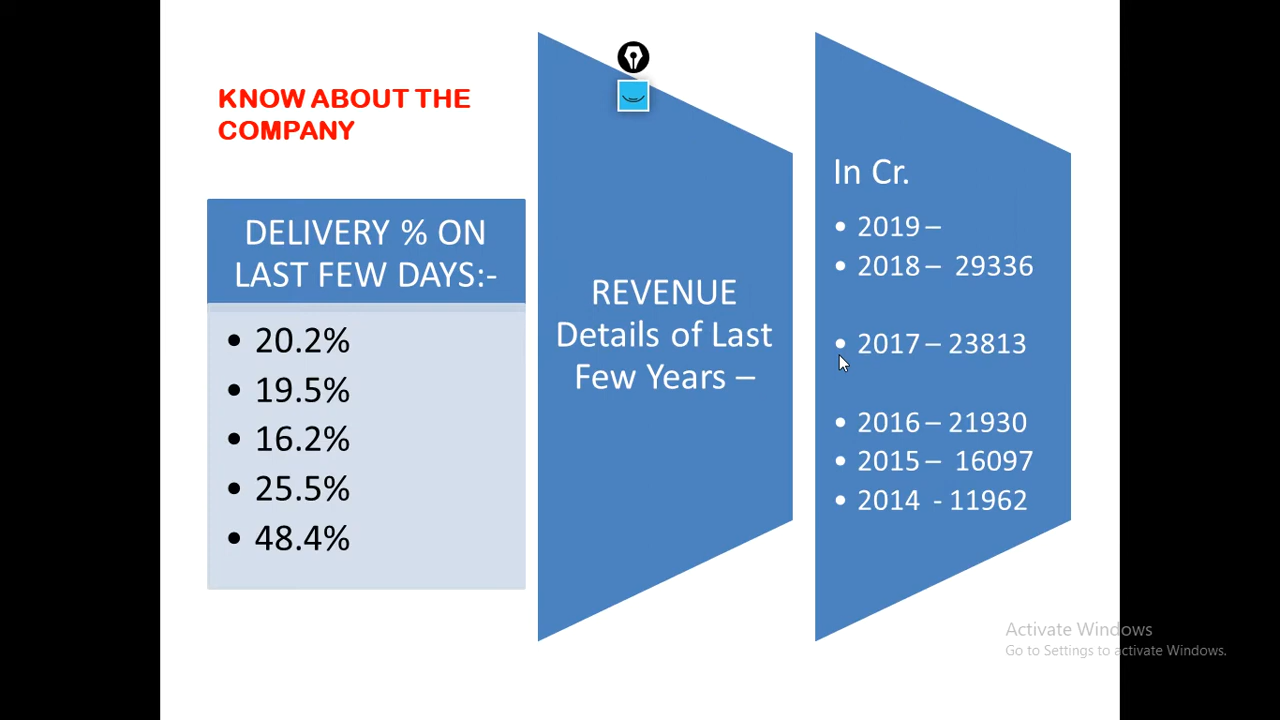 KNOW ABOUT THE
COMPANY
DELIVERY % ON
LAST FEW DAYS:-
• 20.2%
• 19.5%
• 16.2%
• 25.5%
• 48.4%
REVENUE
Details of Last
Few Years –
In Cr.
• 2019 –
• 2018 – 29336
• 2017 – 23813
• 2016 – 21930
• 2015 – 16097
• 2014 - 11962
Activate Windows
Go to Settings to activate Windows.